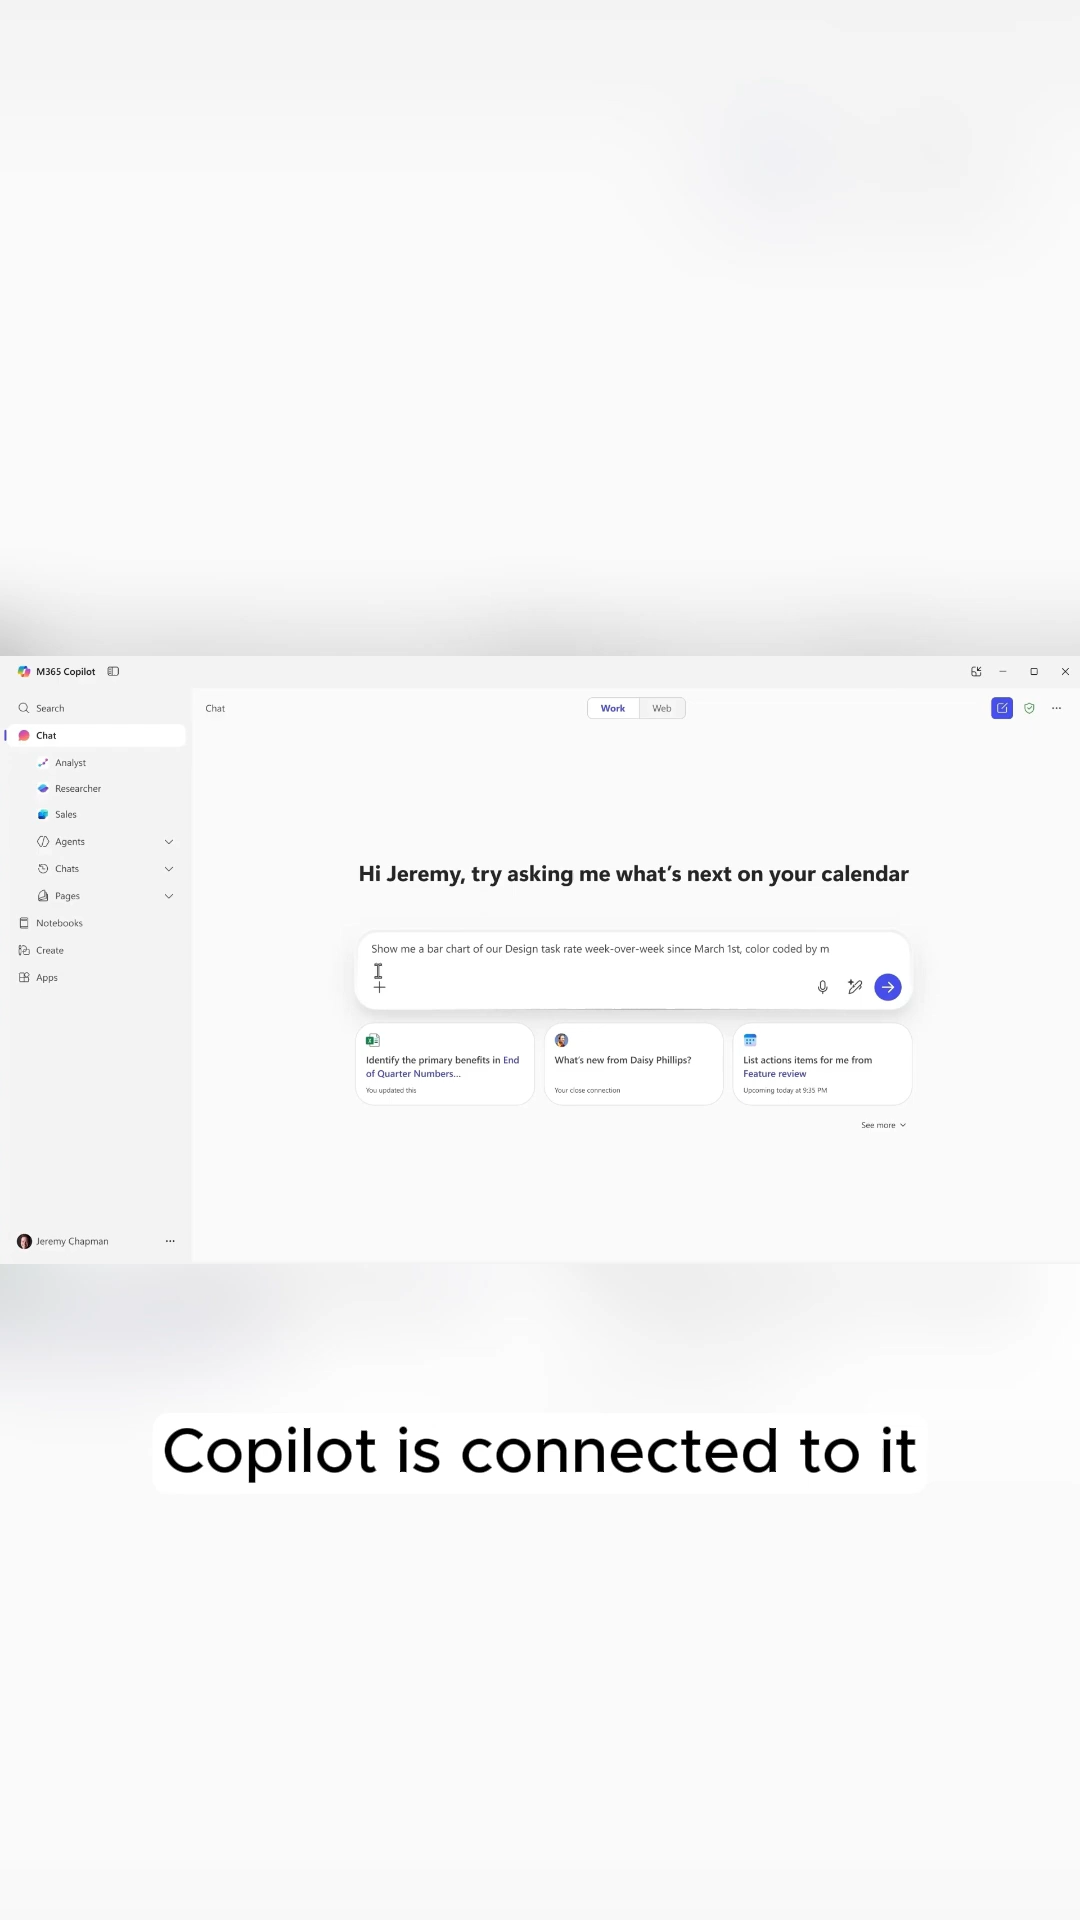 M365 Copilot
Search
Chat
Analyst
Researcher
Sales
Agents
Chats
Pages
Notebooks
Create
Apps
Jeremy Chapman
Chat
Work
Web
Hi Jeremy, try asking me what's next on your calendar
Show me a bar chart of our Design task rate week-over-week since March 1st, color coded by m
Identify the primary benefits in End
of Quarter Numbers...
You updated this
What's new from Daisy Phillips?
Your close connection
List actions items for me from
Feature review
Upcoming today at 9:35 PM
See more
Copilot is connected to it